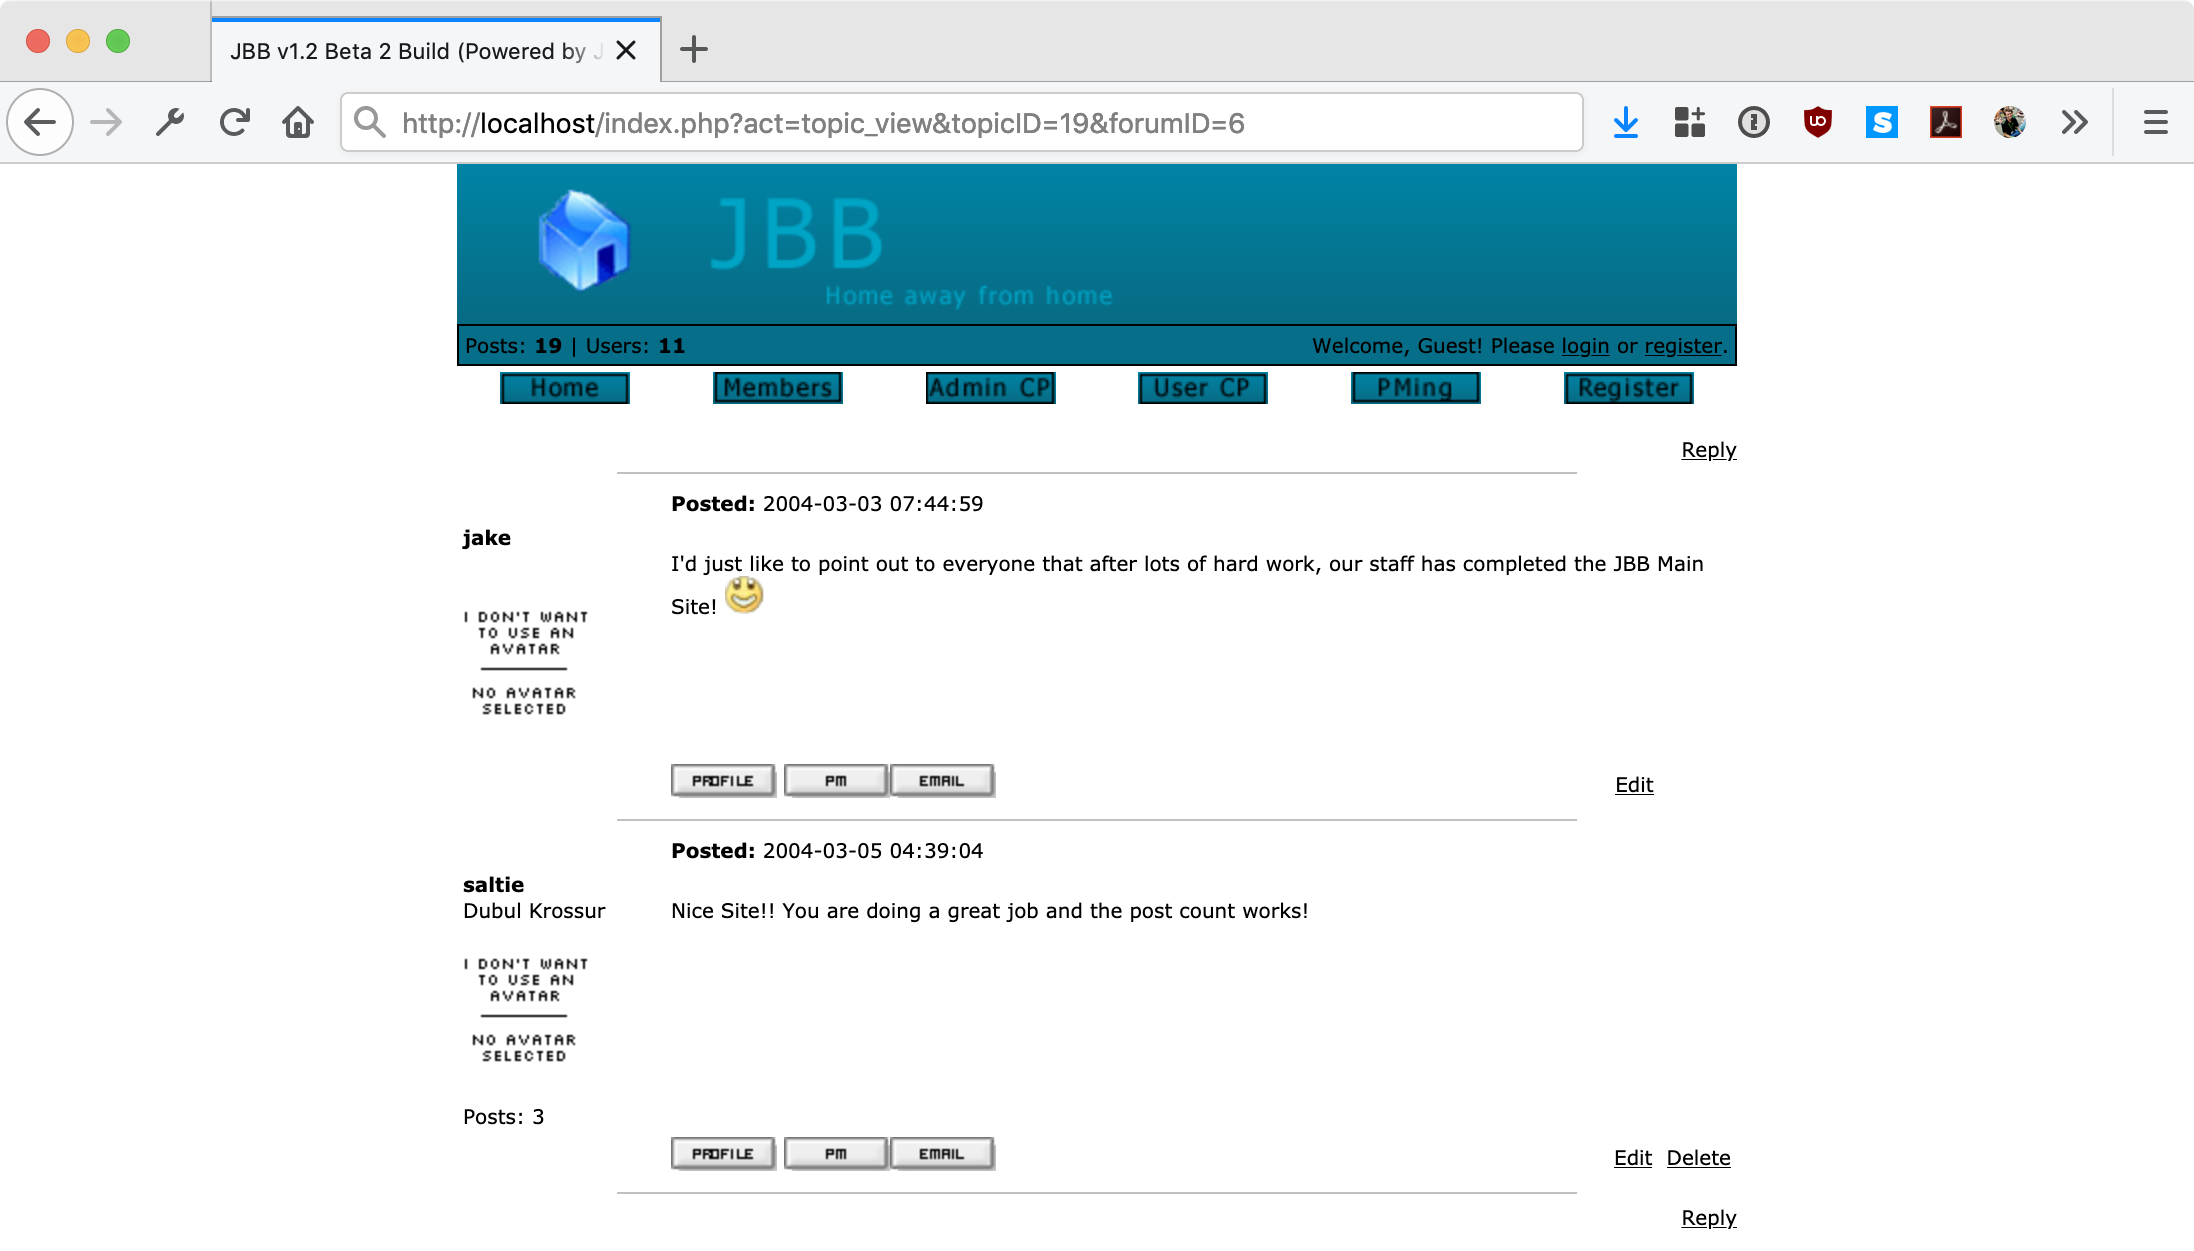 JBB v1.2 Beta 2 Build (Powered by J
http://localhost/index.php?act=topic_view&topicID=19&forumID=6
JBB
Home away from home
Posts: 19 | Users: 11
Welcome, Guest! Please login or register.
Home
Members
Admin CP
User CP
PMing
Register
Reply
Posted: 2004-03-03 07:44:59
jake
I'd just like to point out to everyone that after lots of hard work, our staff has completed the JBB Main
Site!
I DON'T WANT
TO USE AN
AVATAR
NO AVATAR
SELECTED
PROFILE
PM
EMAIL
Edit
Posted: 2004-03-05 04:39:04
saltie
Dubul Krossur
Nice Site!! You are doing a great job and the post count works!
I DON'T WANT
TO USE AN
AVATAR
NO AVATAR
SELECTED
Posts: 3
PROFILE
PM
EMAIL
Edit Delete
Reply